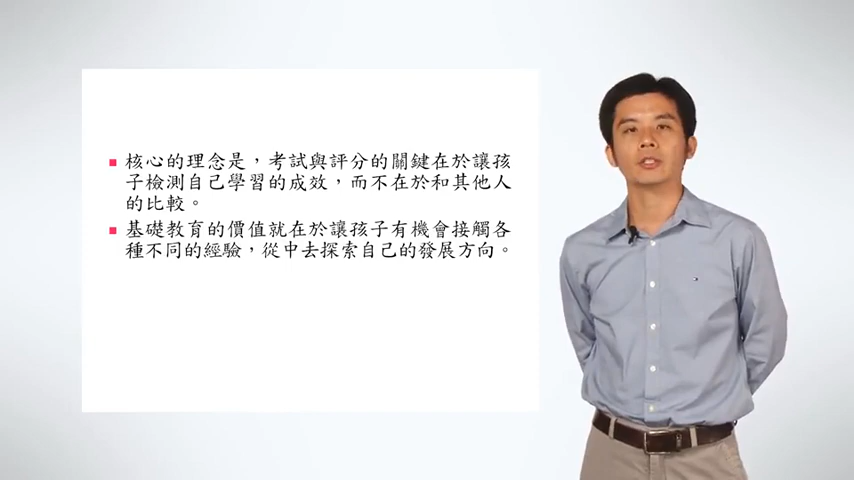 核心的理念是，考試與評分的關鍵在於讓孩
子檢測自己學習的成效，而不在於和其他人
的比較。
基礎教育的價值就在於讓孩子有機會接觸各
種不同的經驗，從中去探索自己的發展方向。